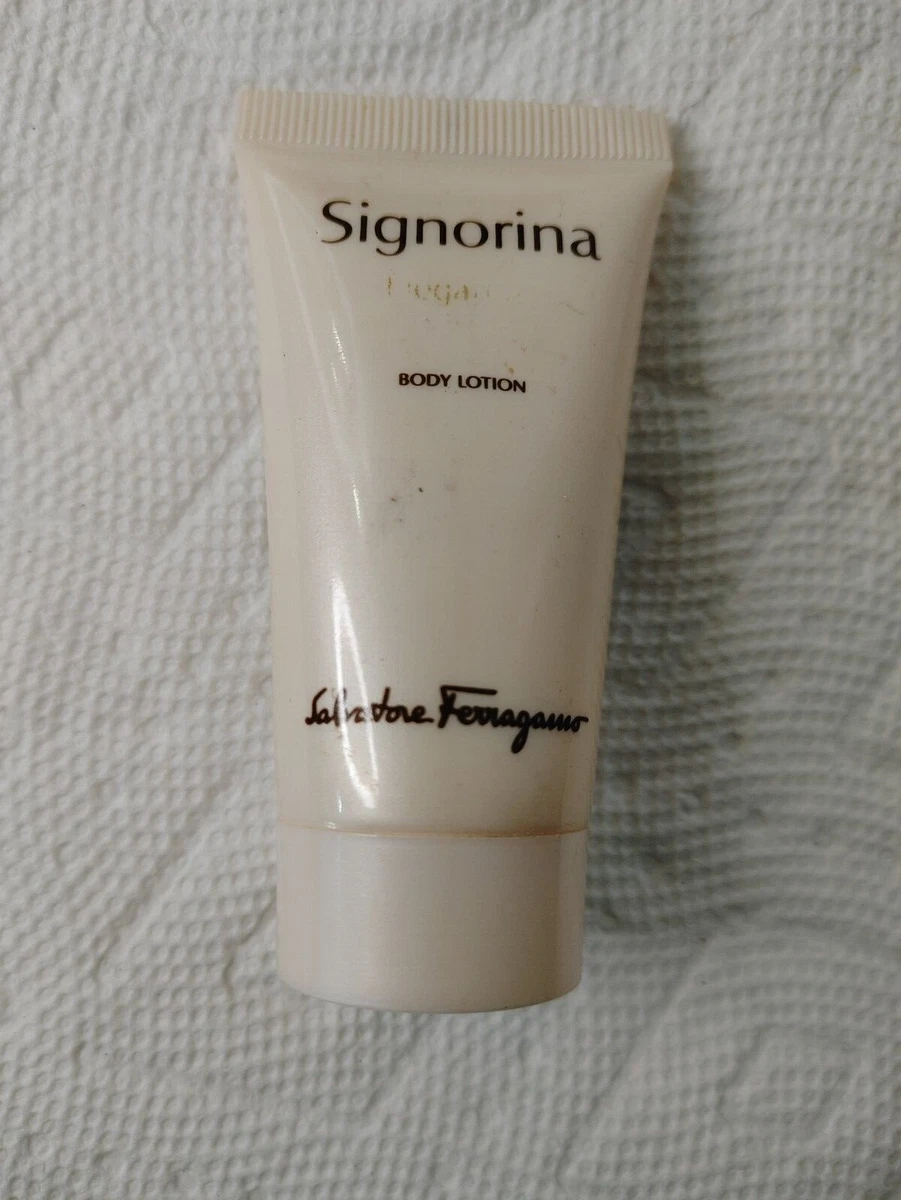 Signorina
BODY LOTION
Salvatore Ferragamo